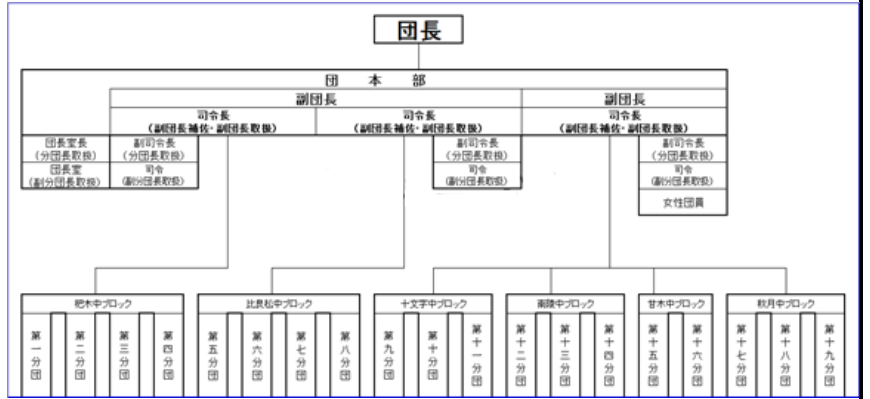 団長
団 本 部
副団長
副団長
司令長
(副団長補佐・副団長取扱)
司令長
(副団長補佐・副団長取扱)
司令長
(副団長補佐・副団長取扱)
団長室長
(分団長取扱)
副司令長
(分団長取扱)
副司令長
(分団長取扱)
副司令長
(分団長取扱)
団長室
(副分団長取扱)
司令
(副分団長取扱)
司令
(副分団長取扱)
司令
(副分団長取扱)
女性団員
杷木中ブロック
比良松中ブロック
十文字中ブロック
南陵中ブロック
甘木中ブロック
秋月中ブロック
第一分団
第二分団
第三分団
第四分団
第五分団
第六分団
第七分団
第八分団
第九分団
第十分団
第十一分団
第十二分団
第十三分団
第十四分団
第十五分団
第十六分団
第十七分団
第十八分団
第十九分団